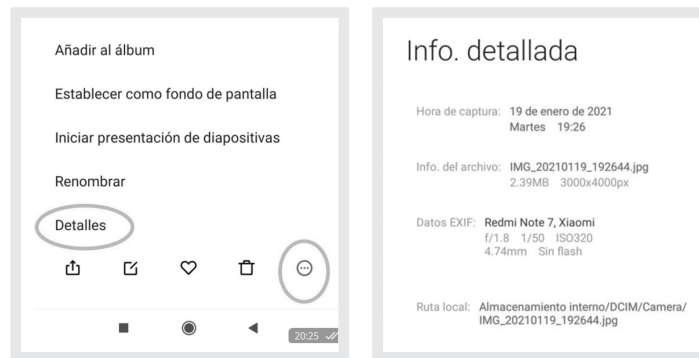 Añadir al álbum
Establecer como fondo de pantalla
Iniciar presentación de diapositivas
Renombrar
Detalles
20:25
Info. detallada
Hora de captura: 19 de enero de 2021
Martes 19:26
Info. del archivo: IMG_20210119_192644.jpg
2.39MB 3000x4000px
Datos EXIF: Redmi Note 7, Xiaomi
f/1.8 1/50 ISO320
4.74mm Sin flash
Ruta local: Almacenamiento interno/DCIM/Camera/
IMG_20210119_192644.jpg